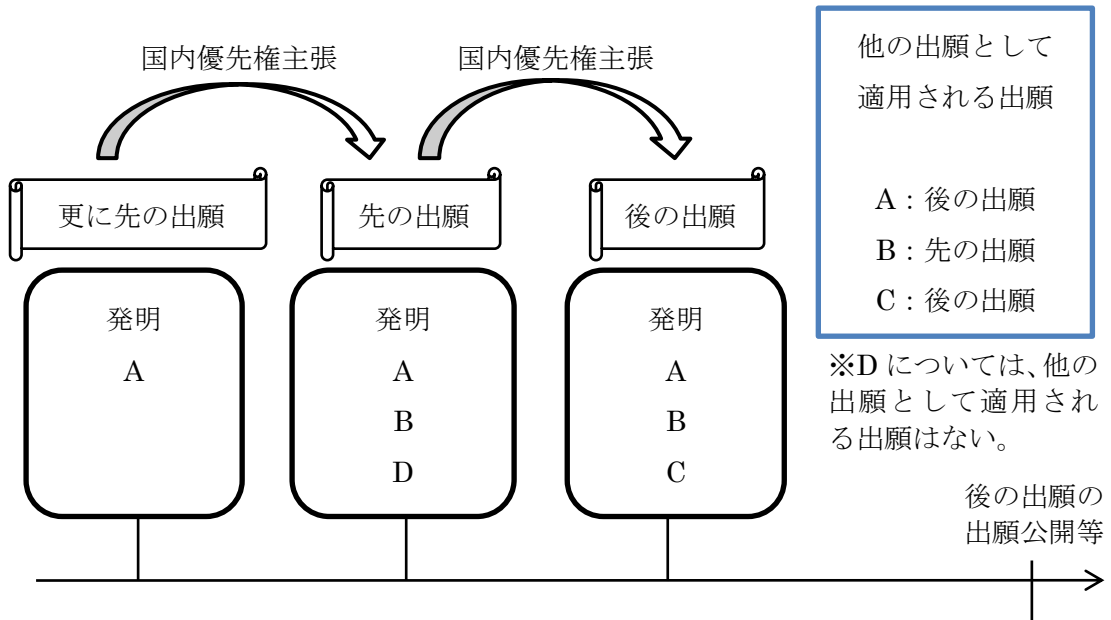 国内優先権主張
国内優先権主張
更に先の出願
先の出願
後の出願
発明
A
発明
A
B
D
発明
A
B
C
他の出願として
適用される出願
A：後の出願
B：先の出願
C：後の出願
※D については、他の
出願として適用され
る出願はない。
後の出願の
出願公開等